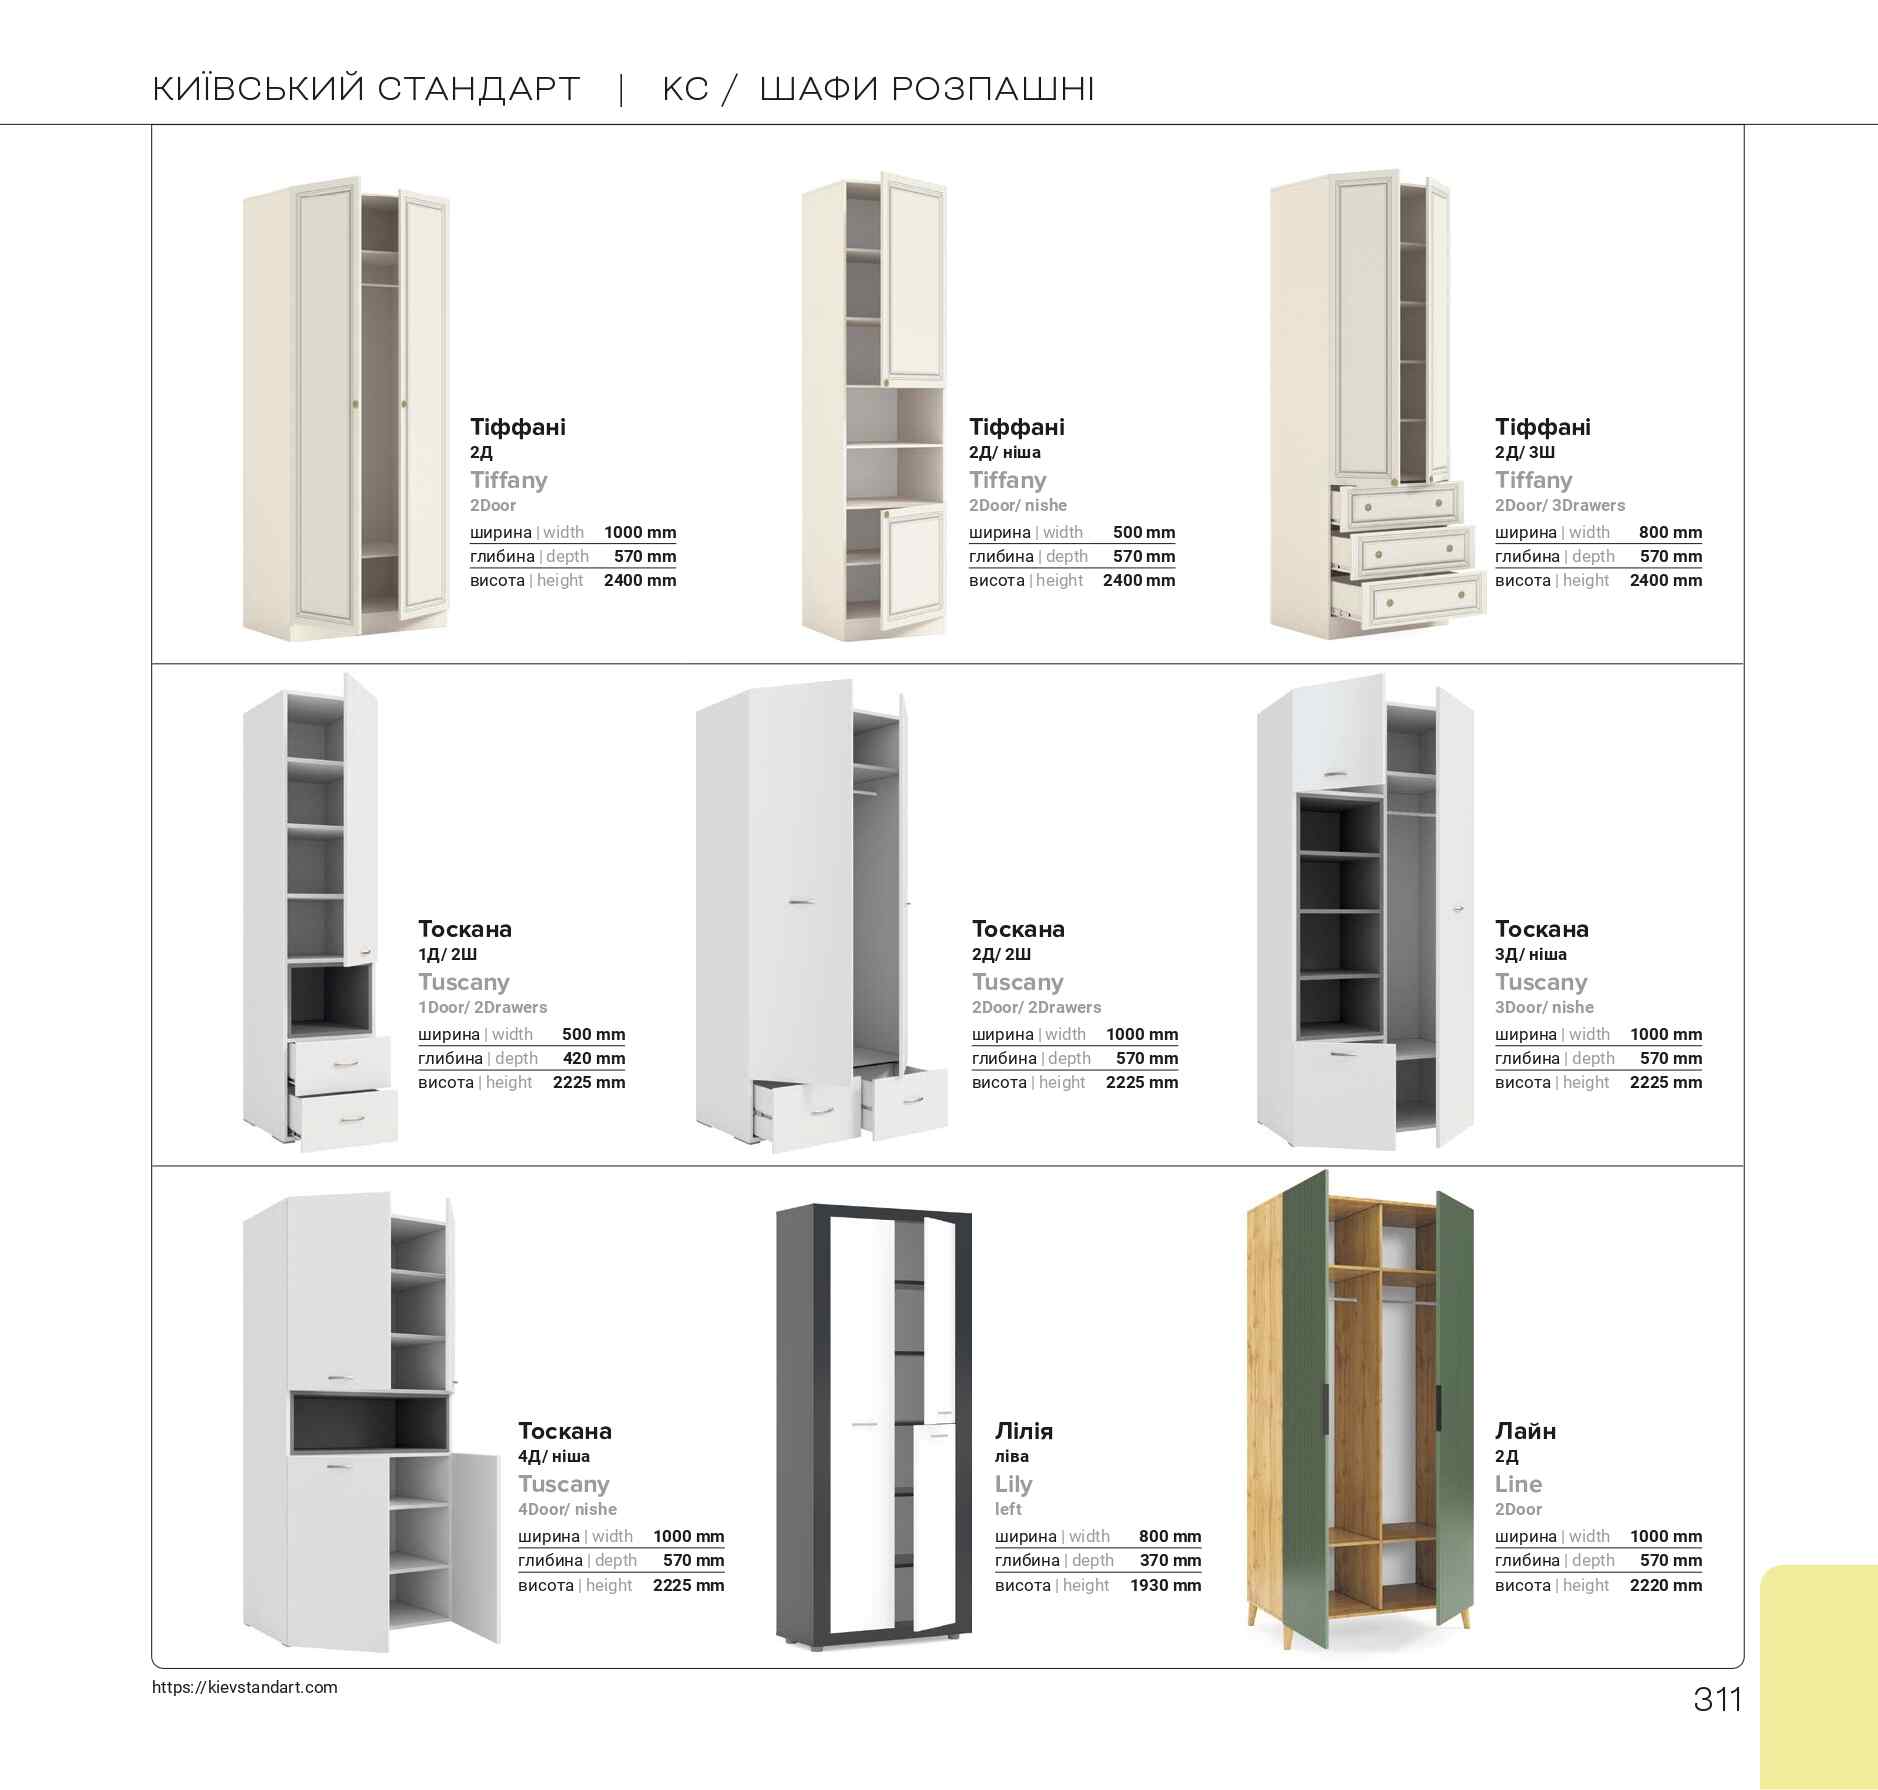 КИЇВСЬКИЙ СТАНДАРТ | КС / ШАФИ РОЗПАШНІ
Тіффані
2Д
Tiffany
2Door
ширина | width 1000 mm
глибина | depth 570 mm
висота | height 2400 mm
Тіффані
2Д/ ніша
Tiffany
2Door/ nishe
ширина | width 500 mm
глибина | depth 570 mm
висота | height 2400 mm
Тіффані
2Д/ 3Ш
Tiffany
2Door/ 3Drawers
ширина | width 800 mm
глибина | depth 570 mm
висота | height 2400 mm
Тоскана
1Д/ 2Ш
Tuscany
1Door/ 2Drawers
ширина | width 500 mm
глибина | depth 420 mm
висота | height 2225 mm
Тоскана
2Д/ 2Ш
Tuscany
2Door/ 2Drawers
ширина | width 1000 mm
глибина | depth 570 mm
висота | height 2225 mm
Тоскана
3Д/ ніша
Tuscany
3Door/ nishe
ширина | width 1000 mm
глибина | depth 570 mm
висота | height 2225 mm
Тоскана
4Д/ ніша
Tuscany
4Door/ nishe
ширина | width 1000 mm
глибина | depth 570 mm
висота | height 2225 mm
Лілія
ліва
Lily
left
ширина | width 800 mm
глибина | depth 370 mm
висота | height 1930 mm
Лайн
2Д
Line
2Door
ширина | width 1000 mm
глибина | depth 570 mm
висота | height 2220 mm
https://kievstandart.com
311